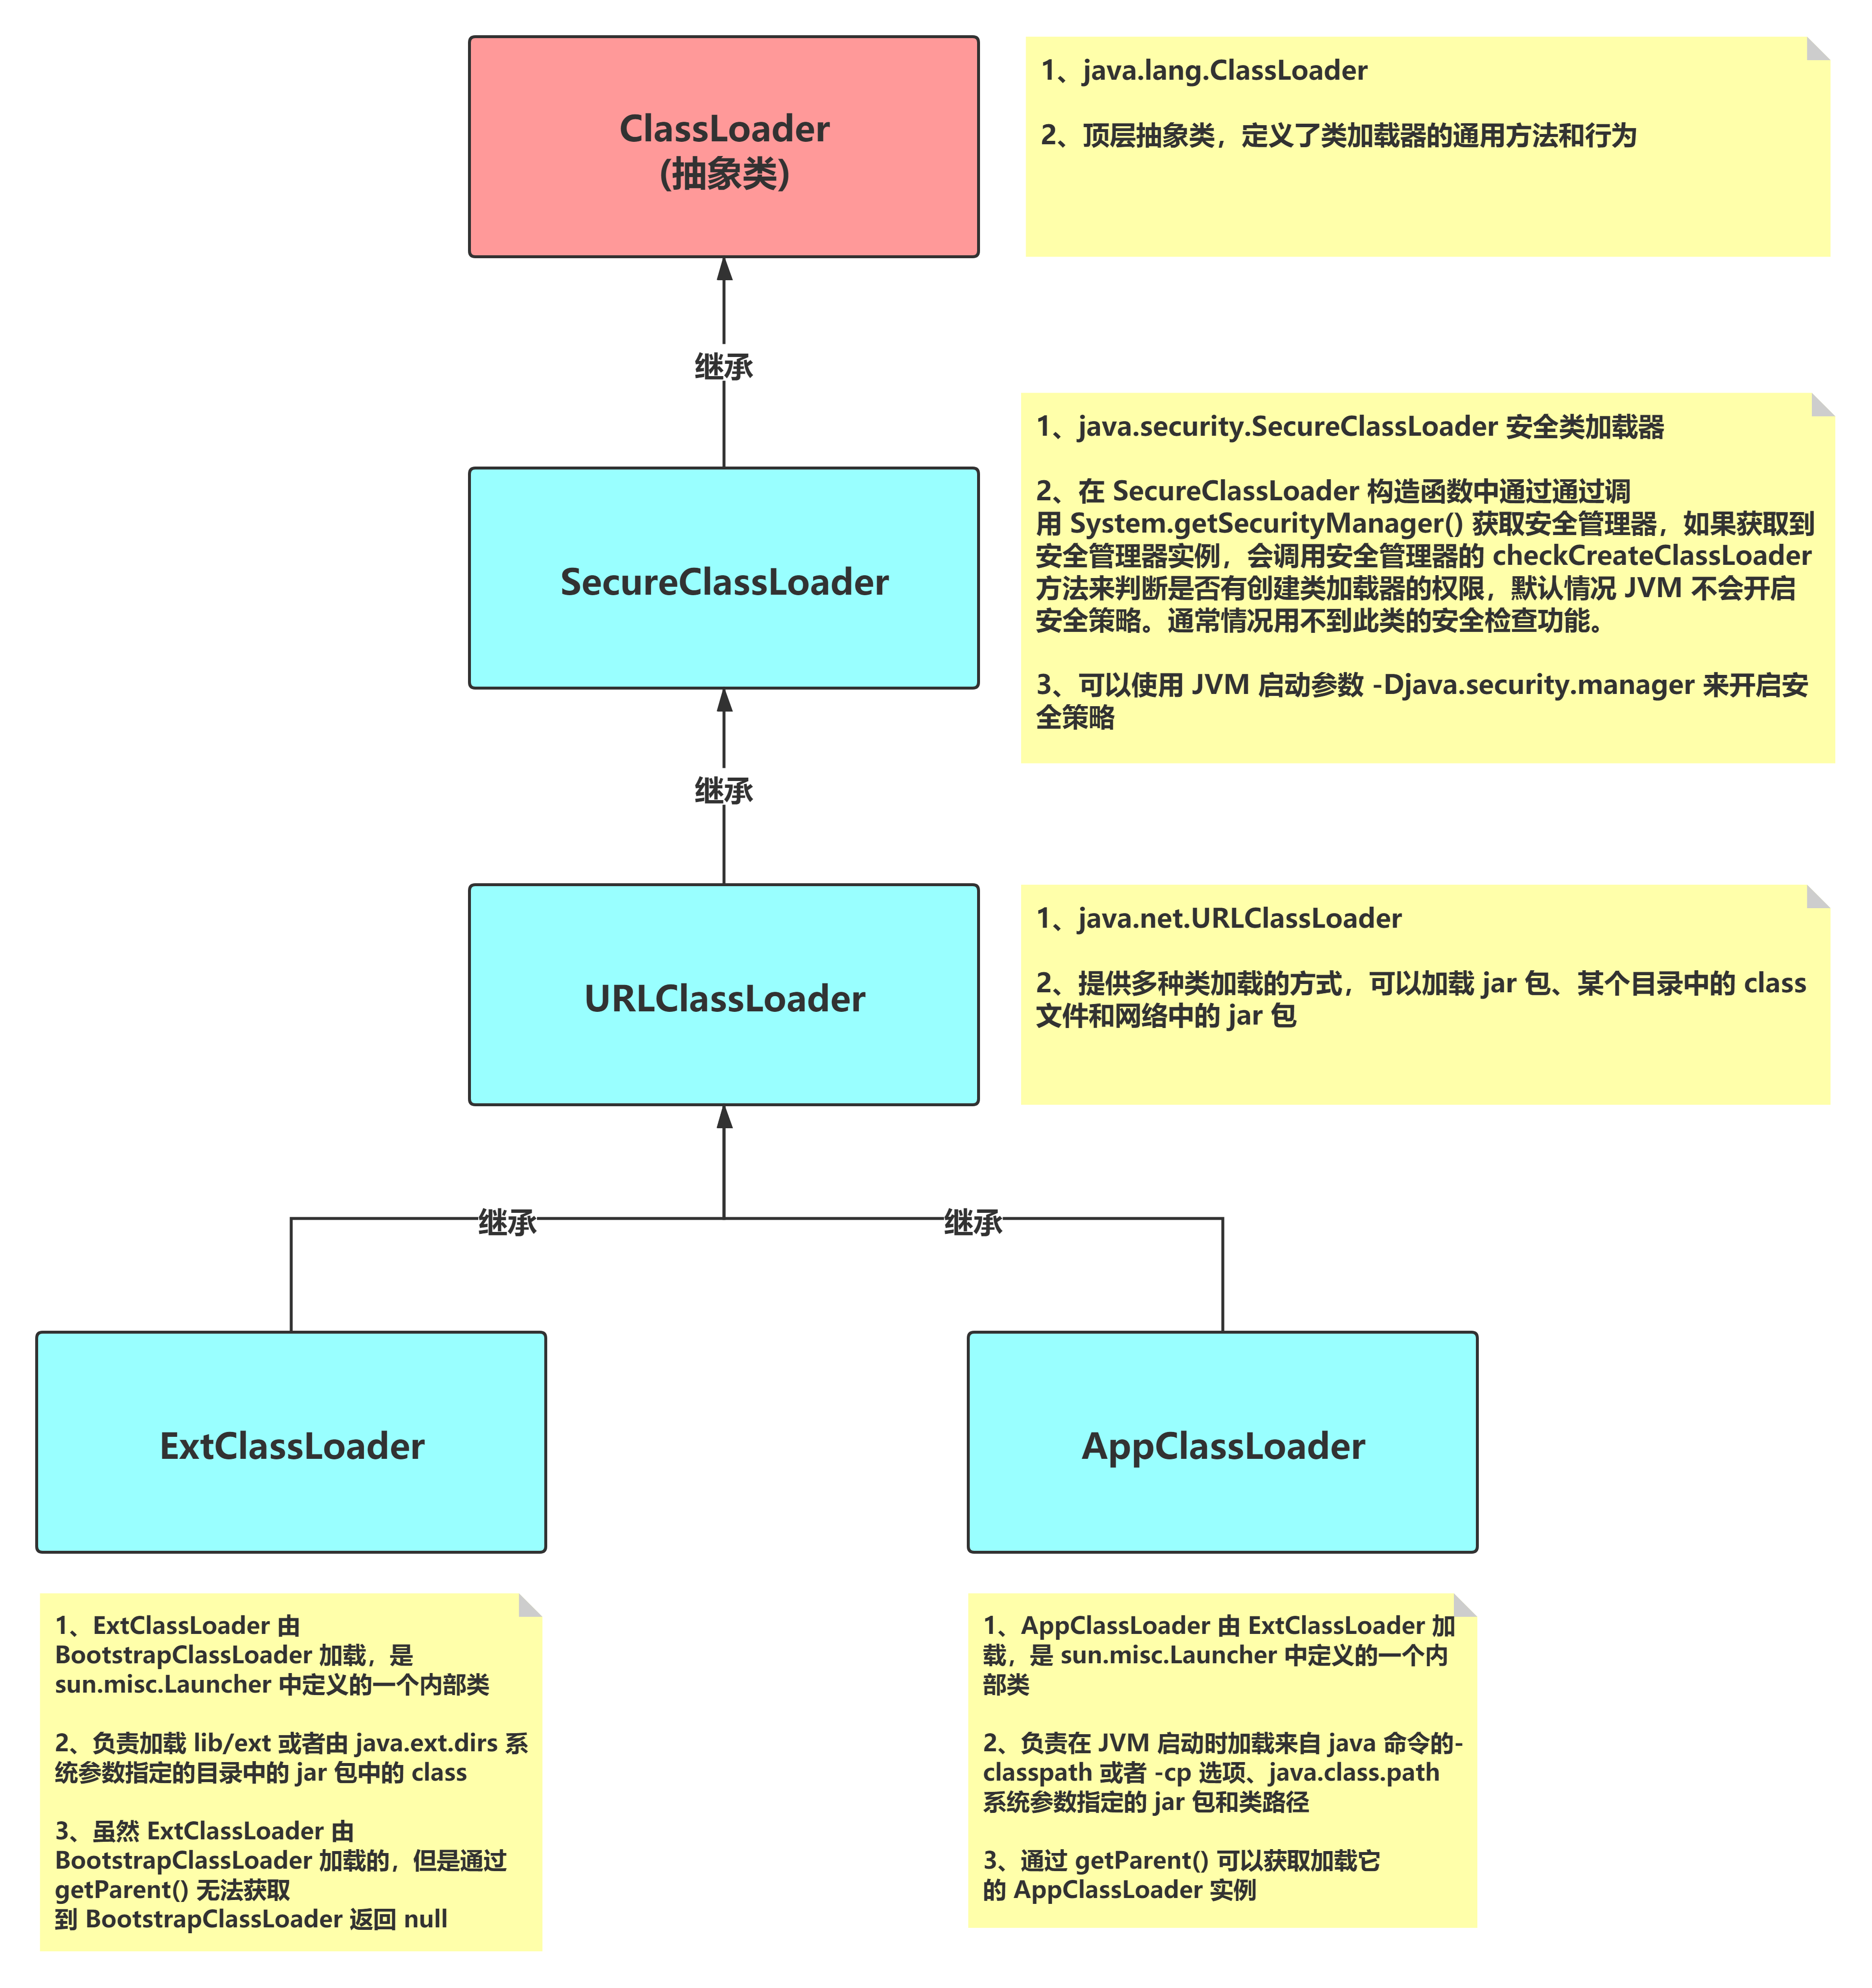 ClassLoader
(抽象类)
1、java.lang.ClassLoader
2、顶层抽象类，定义了类加载器的通用方法和行为
继承
SecureClassLoader
1、java.security.SecureClassLoader 安全类加载器
2、在 SecureClassLoader 构造函数中通过通过调
用 System.getSecurityManager() 获取安全管理器，如果获取到
安全管理器实例，会调用安全管理器的 checkCreateClassLoader
方法来判断是否有创建类加载器的权限，默认情况 JVM 不会开启
安全策略。通常情况用不到此类的安全检查功能。
3、可以使用 JVM 启动参数 -Djava.security.manager 来开启安
全策略
继承
URLClassLoader
1、java.net.URLClassLoader
2、提供多种类加载的方式，可以加载 jar 包、某个目录中的 class
文件和网络中的 jar 包
继承
继承
ExtClassLoader
AppClassLoader
1、ExtClassLoader 由
BootstrapClassLoader 加载，是
sun.misc.Launcher 中定义的一个内部类
2、负责加载 lib/ext 或者由 java.ext.dirs 系
统参数指定的目录中的 jar 包中的 class
3、虽然 ExtClassLoader 由
BootstrapClassLoader 加载的，但是通过
getParent() 无法获取
到 BootstrapClassLoader 返回 null
1、AppClassLoader 由 ExtClassLoader 加
载，是 sun.misc.Launcher 中定义的一个内
部类
2、负责在 JVM 启动时加载来自 java 命令的-
classpath 或者 -cp 选项、java.class.path
系统参数指定的 jar 包和类路径
3、通过 getParent() 可以获取加载它
的 AppClassLoader 实例